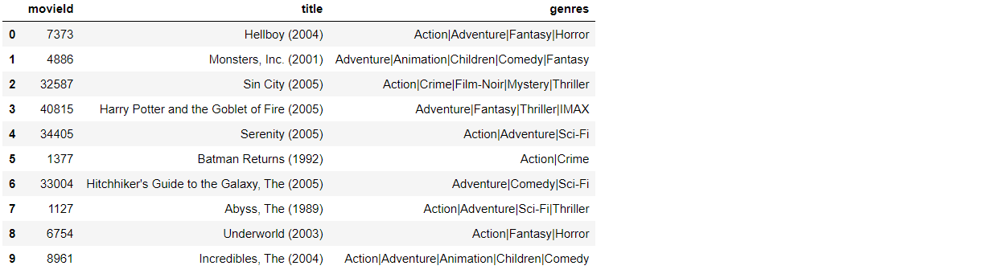 movieId title genres
0 7373 Hellboy (2004) Action|Adventure|Fantasy|Horror
1 4886 Monsters, Inc. (2001) Adventure|Animation|Children|Comedy|Fantasy
2 32587 Sin City (2005) Action|Crime|Film-Noir|Mystery|Thriller
3 40815 Harry Potter and the Goblet of Fire (2005) Adventure|Fantasy|Thriller|IMAX
4 34405 Serenity (2005) Action|Adventure|Sci-Fi
5 1377 Batman Returns (1992) Action|Crime
6 33004 Hitchhiker's Guide to the Galaxy, The (2005) Adventure|Comedy|Sci-Fi
7 1127 Abyss, The (1989) Action|Adventure|Sci-Fi|Thriller
8 6754 Underworld (2003) Action|Fantasy|Horror
9 8961 Incredibles, The (2004) Action|Adventure|Animation|Children|Comedy